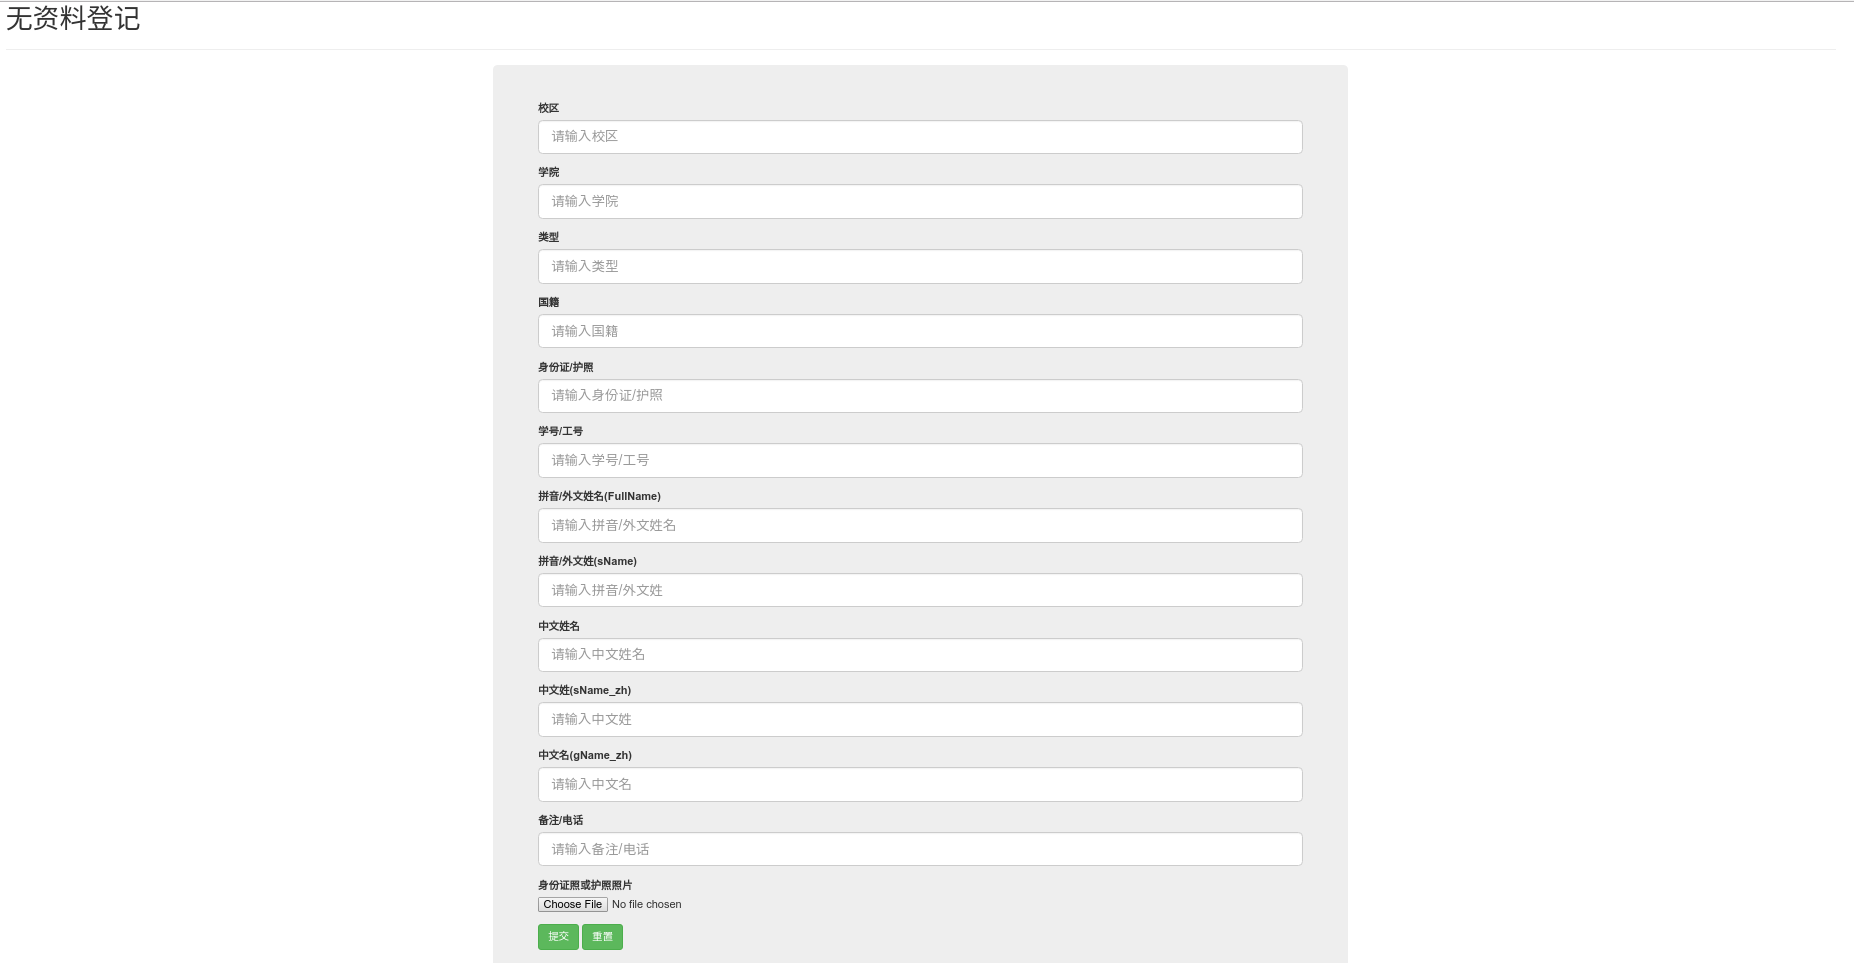 无资料登记
校区
请输入校区
学院
请输入学院
类型
请输入类型
国籍
请输入国籍
身份证/护照
请输入身份证/护照
学号/工号
请输入学号/工号
拼音/外文姓名(FullName)
请输入拼音/外文姓名
拼音/外文姓(sName)
请输入拼音/外文姓
中文姓名
请输入中文姓名
中文姓(sName_zh)
请输入中文姓
中文名(gName_zh)
请输入中文名
备注/电话
请输入备注/电话
身份证照或护照照片
Choose File No file chosen
提交 重置